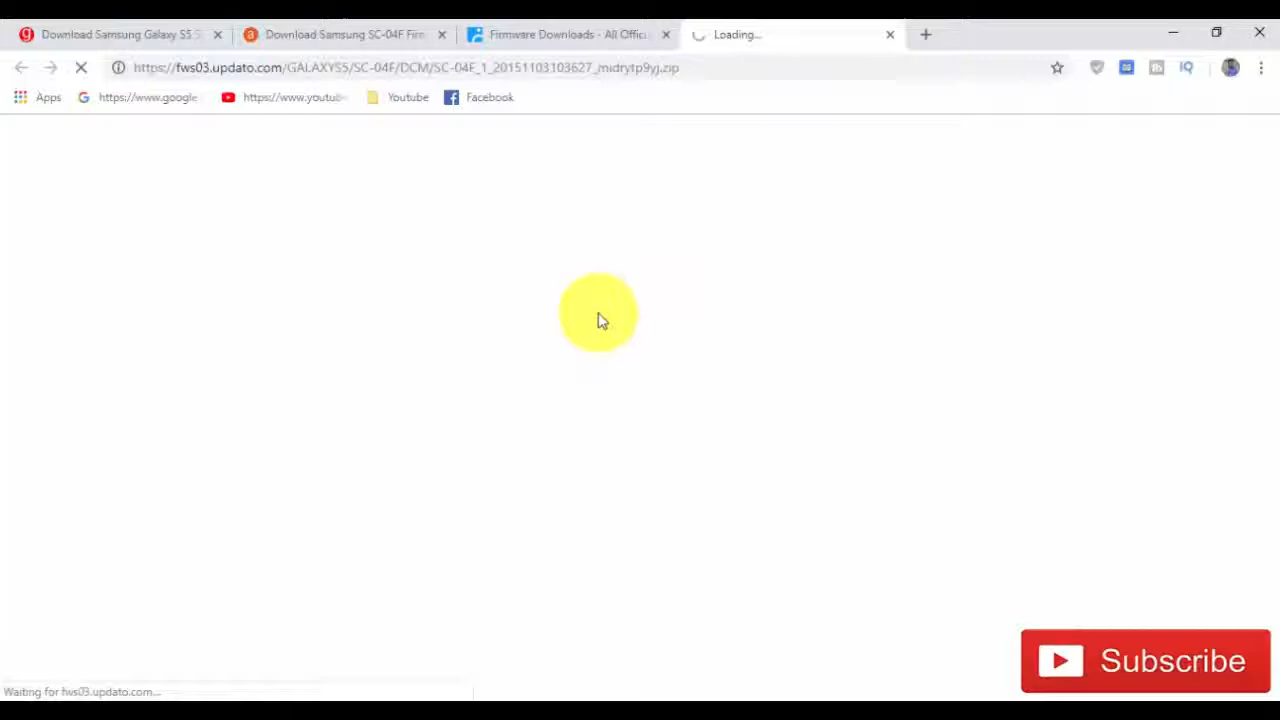 Download Samsung Galaxy S5 S
Download Samsung SC-04F Firm
Firmware Downloads - All Offici
Loading...
https://fws03.updato.com/GALAXYS5/SC-04F/DCM/SC-04F_1_20151103103627_midrytp9yj.zip
Apps
https://www.google
https://www.youtub
Youtube
Facebook
Waiting for fws03.updato.com...
Subscribe